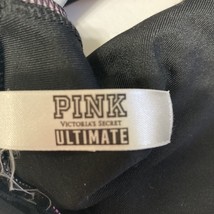 PINK
VICTORIA'S SECRET
ULTIMATE